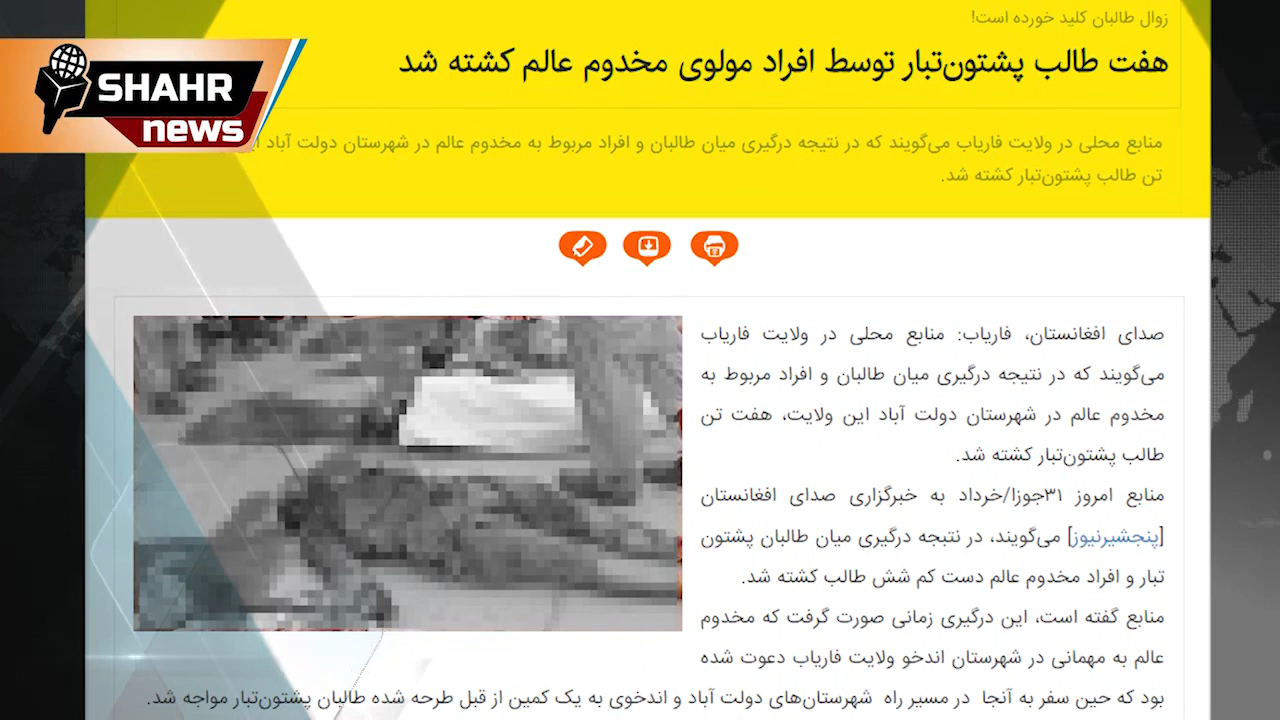 زوال طالبان کلید خورده است!
SHAHR
news
هفت طالب پشتون‌تبار توسط افراد مولوی مخدوم عالم کشته شد
منابع محلی در ولایت فاریاب می‌گویند که در نتیجه درگیری میان طالبان و افراد مربوط به مخدوم عالم در شهرستان دولت آباد
تن طالب پشتون‌تبار کشته شد.
صدای افغانستان، فاریاب: منابع محلی در ولایت فاریاب
می‌گویند که در نتیجه درگیری میان طالبان و افراد مربوط به
مخدوم عالم در شهرستان دولت آباد این ولایت، هفت تن
طالب پشتون‌تبار کشته شد.
منابع امروز ۳۱جوزا/خرداد به خبرگزاری صدای افغانستان
[پنجشیرنیوز] می‌گویند، در نتبجه درگیری میان طالبان پشتون
تبار و افراد مخدوم عالم دست کم شش طالب کشته شد.
منابع گفته است، این درگیری زمانی صورت گرفت که مخدوم
عالم به مهمانی در شهرستان اندخو ولایت فاریاب دعوت شده
بود که حین سفر به آنجا در مسیر راه شهرستان‌های دولت آباد و اندخوی به یک کمین از قبل طرحه شده طالبان پشتون‌تبار مواجه شد.